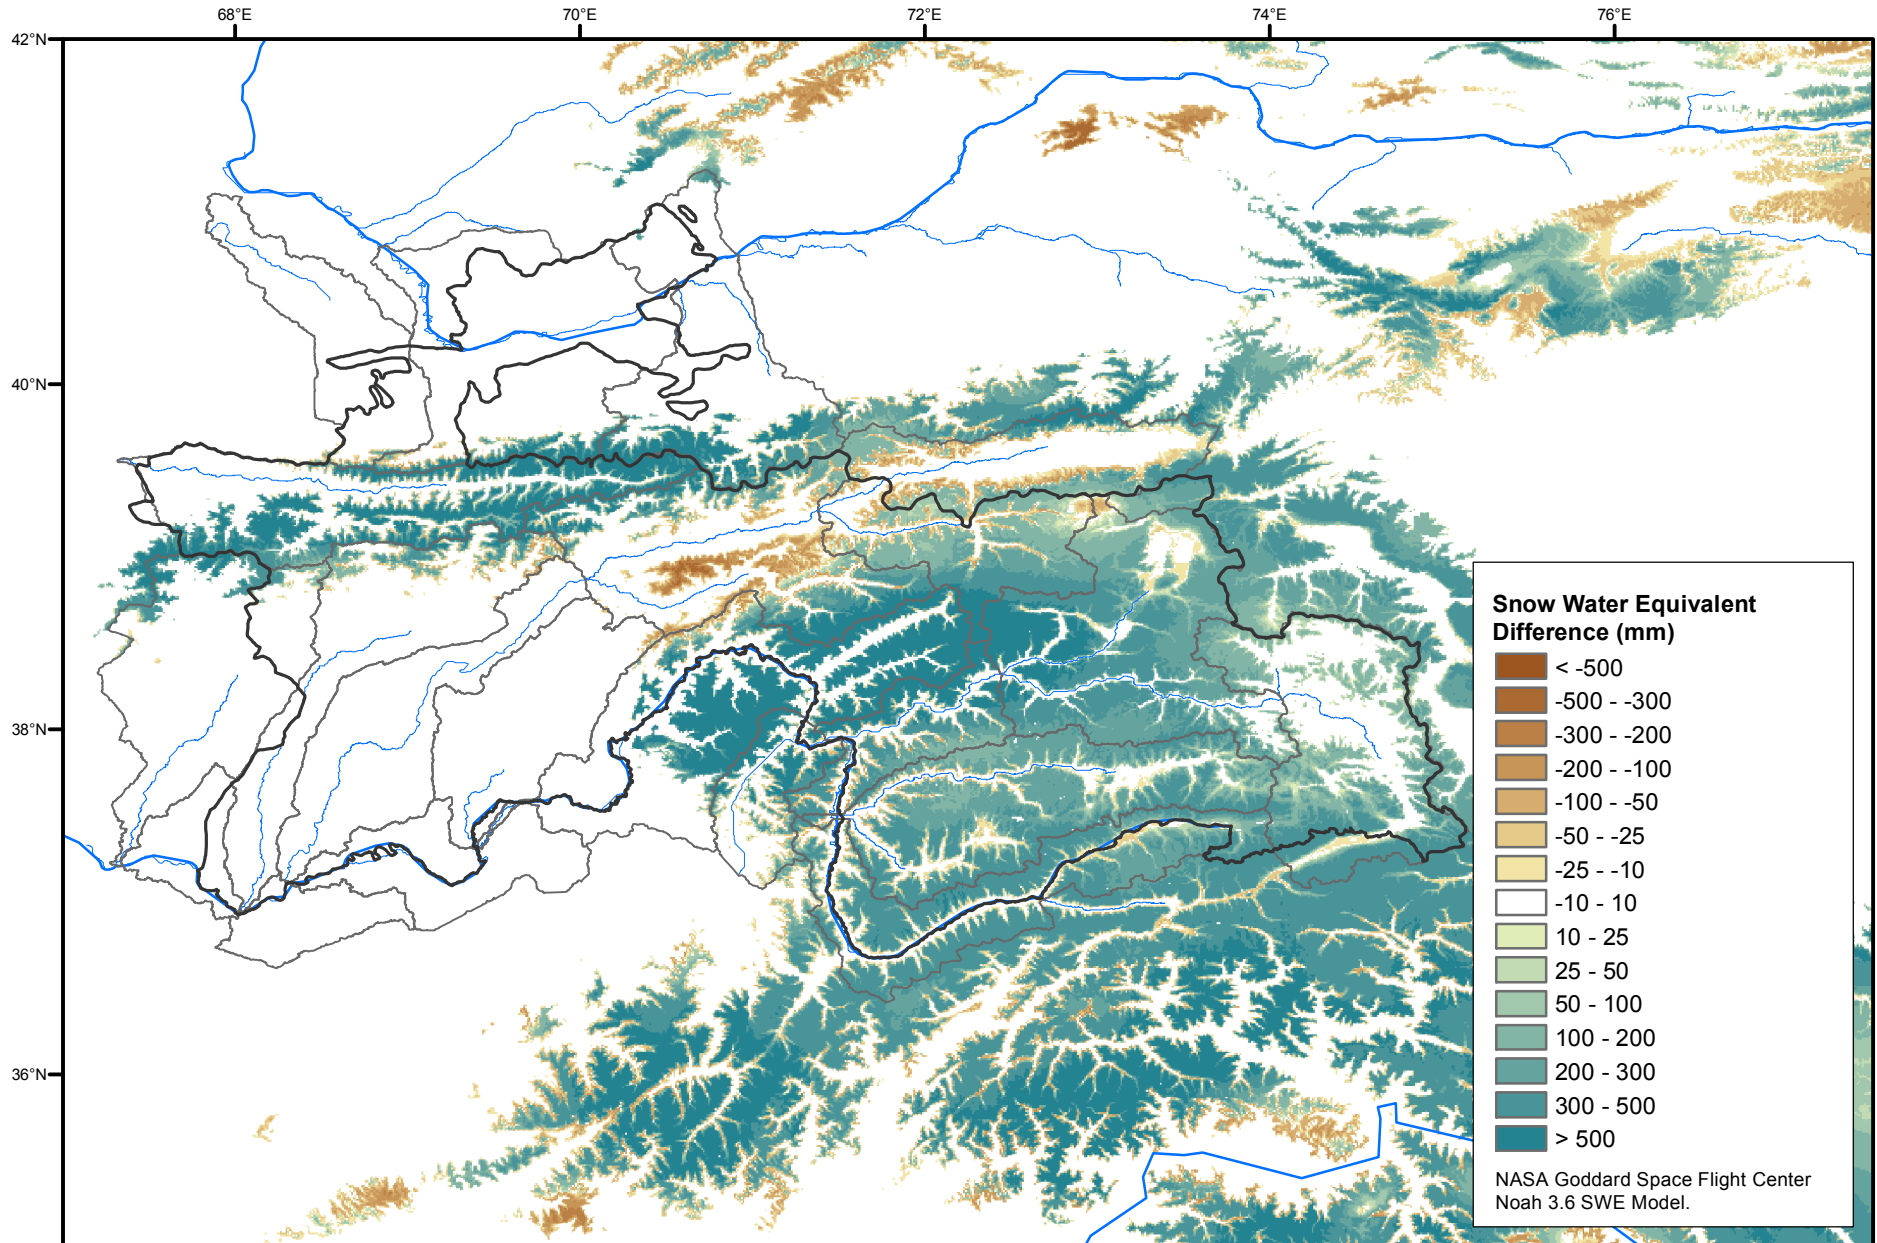 68°E
70°E
72°E
74°E
76°E
42°N
40°N
38°N
36°N
Snow Water Equivalent
Difference (mm)
< -500
-500 - -300
-300 - -200
-200 - -100
-100 - -50
-50 - -25
-25 - -10
-10 - 10
10 - 25
25 - 50
50 - 100
100 - 200
200 - 300
300 - 500
> 500
NASA Goddard Space Flight Center
Noah 3.6 SWE Model.